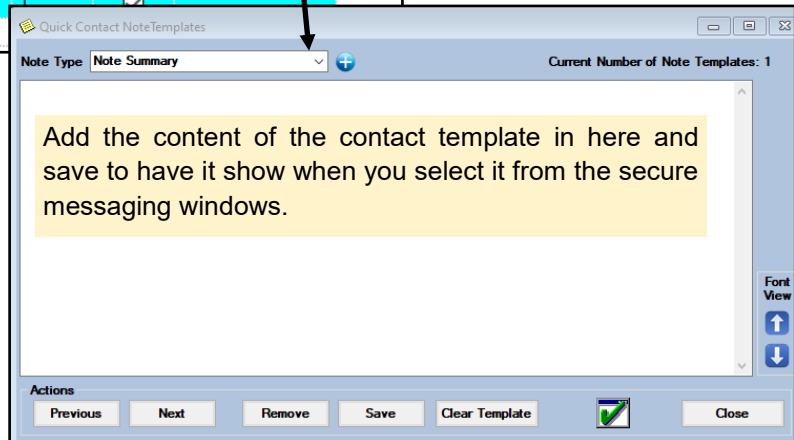 Quick Contact NoteTemplates
Note Type Note Summary Current Number of Note Templates: 1
Add the content of the contact template in here and
save to have it show when you select it from the secure
messaging windows.
Font
View
Actions
Previous Next Remove Save Clear Template Close